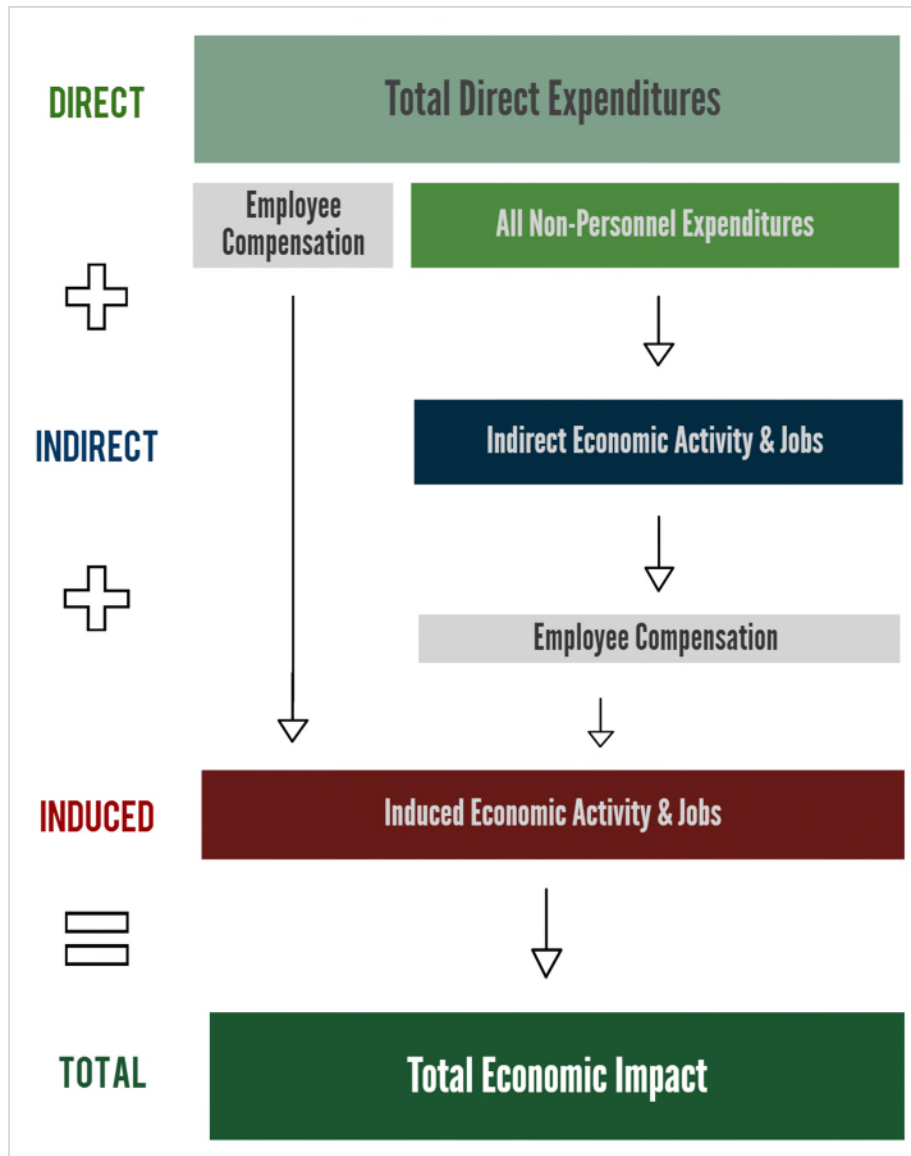 DIRECT
Total Direct Expenditures
Employee
Compensation
All Non-Personnel Expenditures
INDIRECT
Indirect Economic Activity & Jobs
Employee Compensation
INDUCED
Induced Economic Activity & Jobs
TOTAL
Total Economic Impact